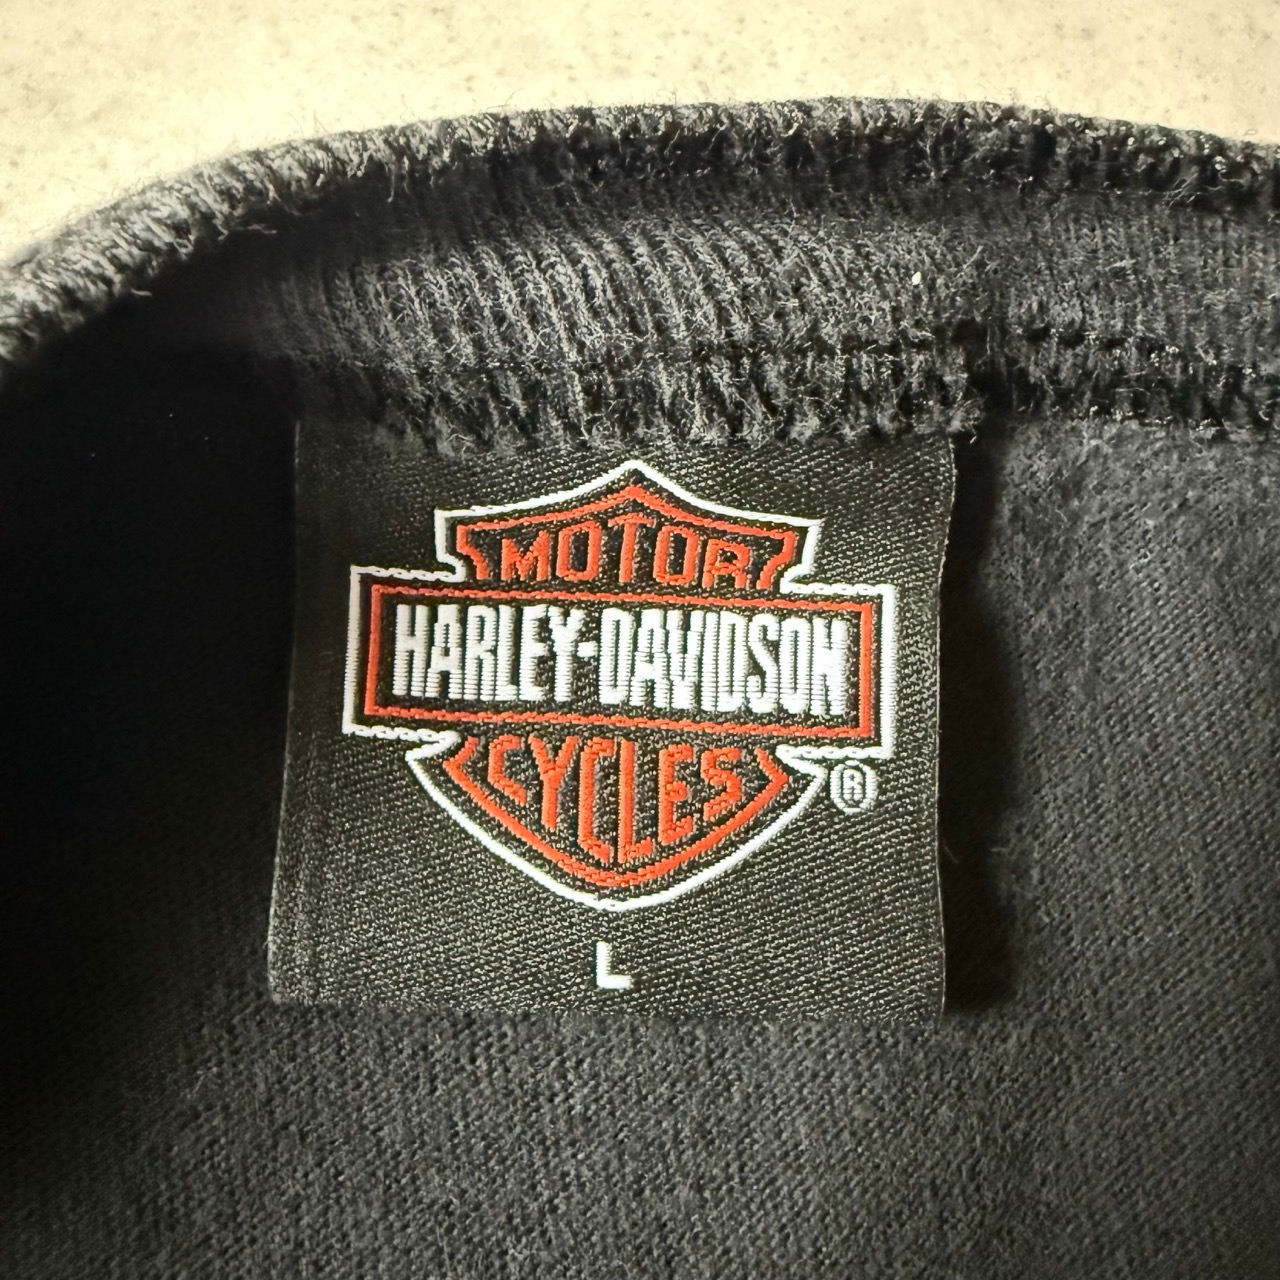 MOTOR
HARLEY-DAVIDSON
CYCLES
®
L